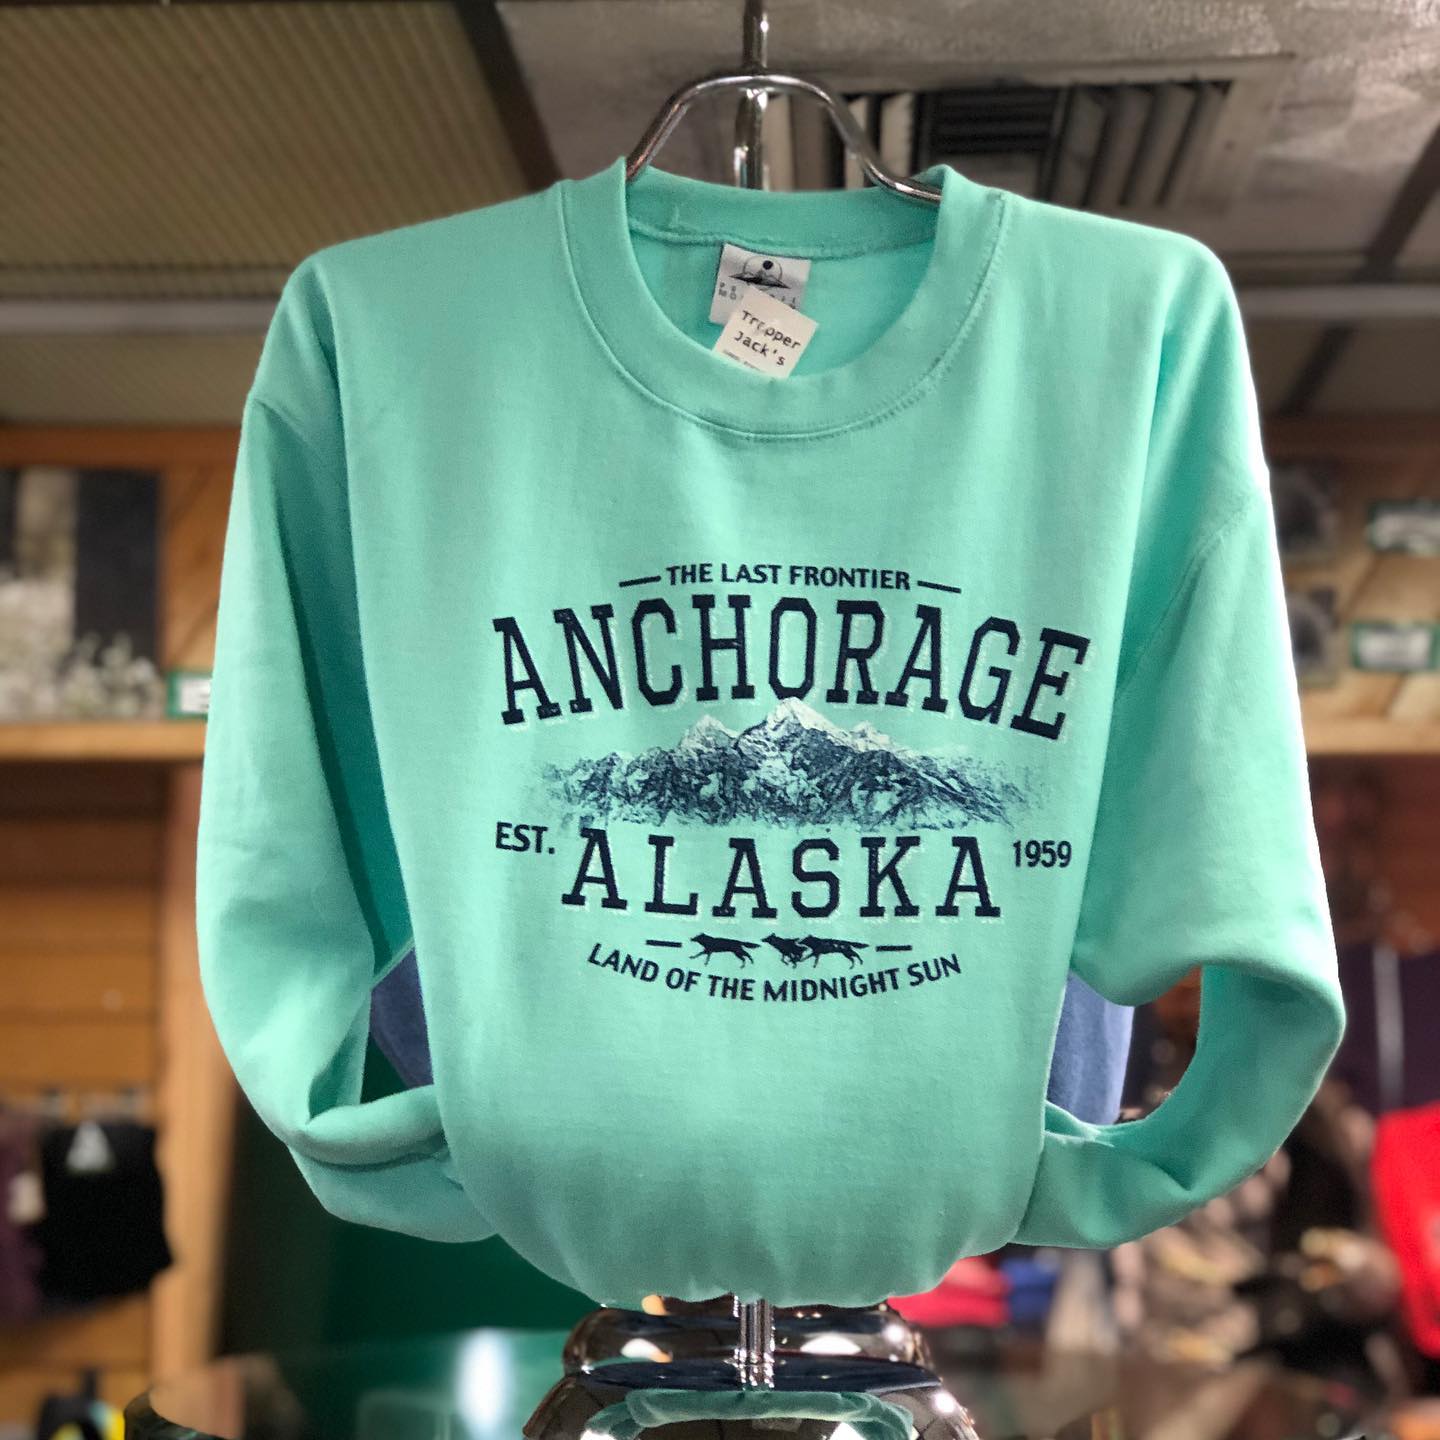 Trapper
Jack's
THE LAST FRONTIER
ANCHORAGE
EST. ALASKA 1959
LAND OF THE MIDNIGHT SUN